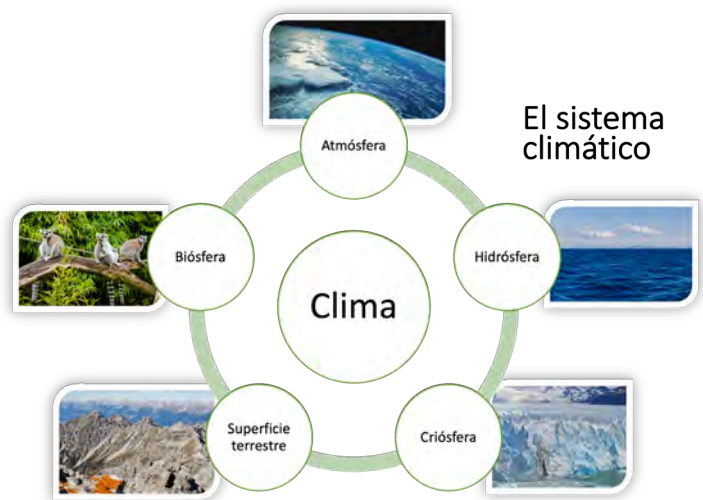 El sistema
climático
Atmósfera
Biósfera
Hidrósfera
Clima
Superficie
terrestre
Criósfera